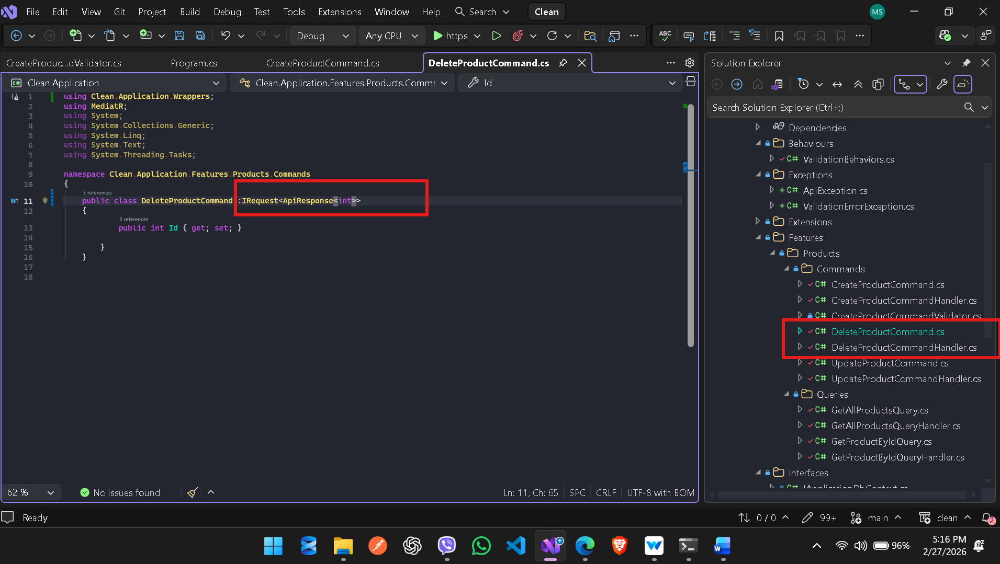 File Edit View Git Project Build Debug Test Tools Extensions Window Help Search Clean MS
Debug Any CPU https ABC
CreateProduc...dValidator.cs Program.cs CreateProductCommand.cs DeleteProductCommand.cs
C# Clean.Application Clean.Application.Features.Products.Comma Id
1 using Clean.Application.Wrappers;
2 using MediatR;
3 using System;
4 using System.Collections.Generic;
5 using System.Linq;
6 using System.Text;
7 using System.Threading.Tasks;
8
9 namespace Clean.Application.Features.Products.Commands
10 {
3 references
11 public class DeleteProductCommand :IRequest<ApiResponse<int>>
12 {
2 references
13 public int Id { get; set; }
14
15 }
16 }
17
18
62 % No issues found Ln: 11, Ch: 65 SPC CRLF UTF-8 with BOM
Solution Explorer
Search Solution Explorer (Ctrl+;)
Dependencies
Behaviours
C# ValidationBehaviors.cs
Exceptions
C# ApiException.cs
C# ValidationErrorException.cs
Extensions
Features
Products
Commands
C# CreateProductCommand.cs
C# CreateProductCommandHandler.cs
C# CreateProductCommandValidator.cs
C# DeleteProductCommand.cs
C# DeleteProductCommandHandler.cs
C# UpdateProductCommand.cs
C# UpdateProductCommandHandler.cs
Queries
C# GetAllProductsQuery.cs
C# GetAllProductsQueryHandler.cs
C# GetProductByIdQuery.cs
C# GetProductByIdQueryHandler.cs
Interfaces
C# IApplicationDbContext.cs
Ready 0 / 0 99+ main clean 2
96% 5:16 PM
2/27/2026